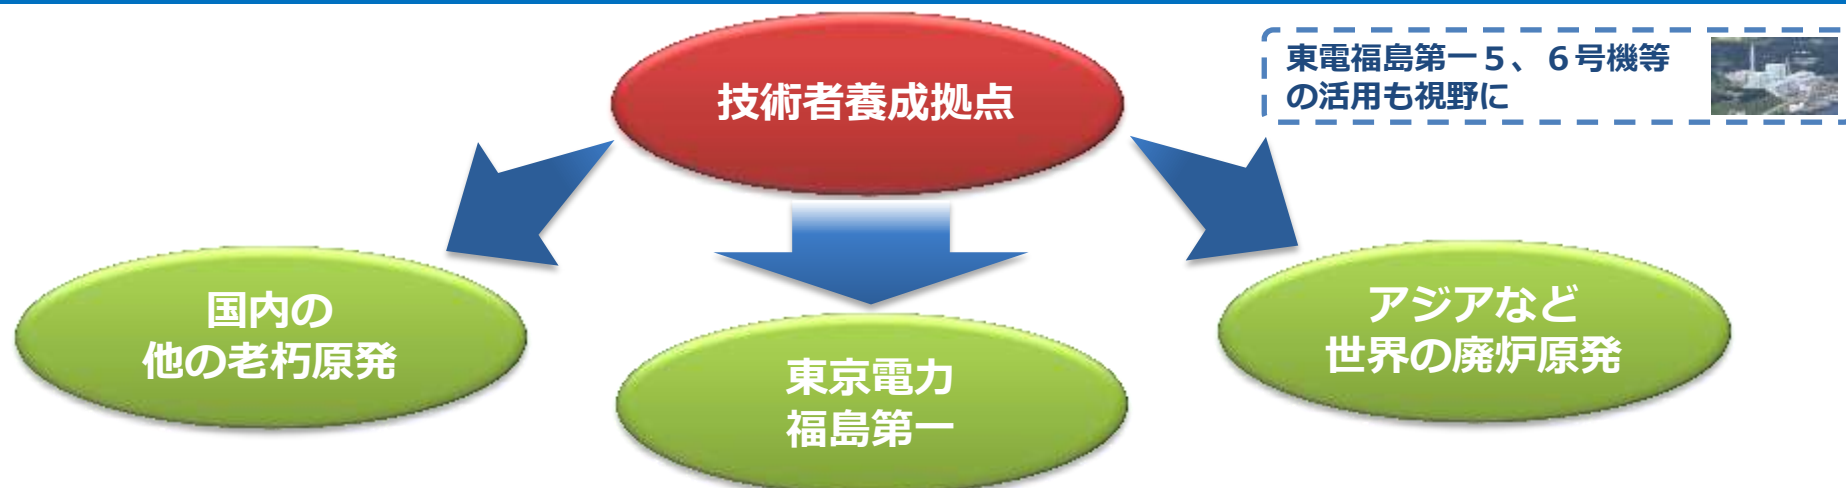 技術者養成拠点
東電福島第一５、６号機等
の活用も視野に
国内の
他の老朽原発
東京電力
福島第一
アジアなど
世界の廃炉原発